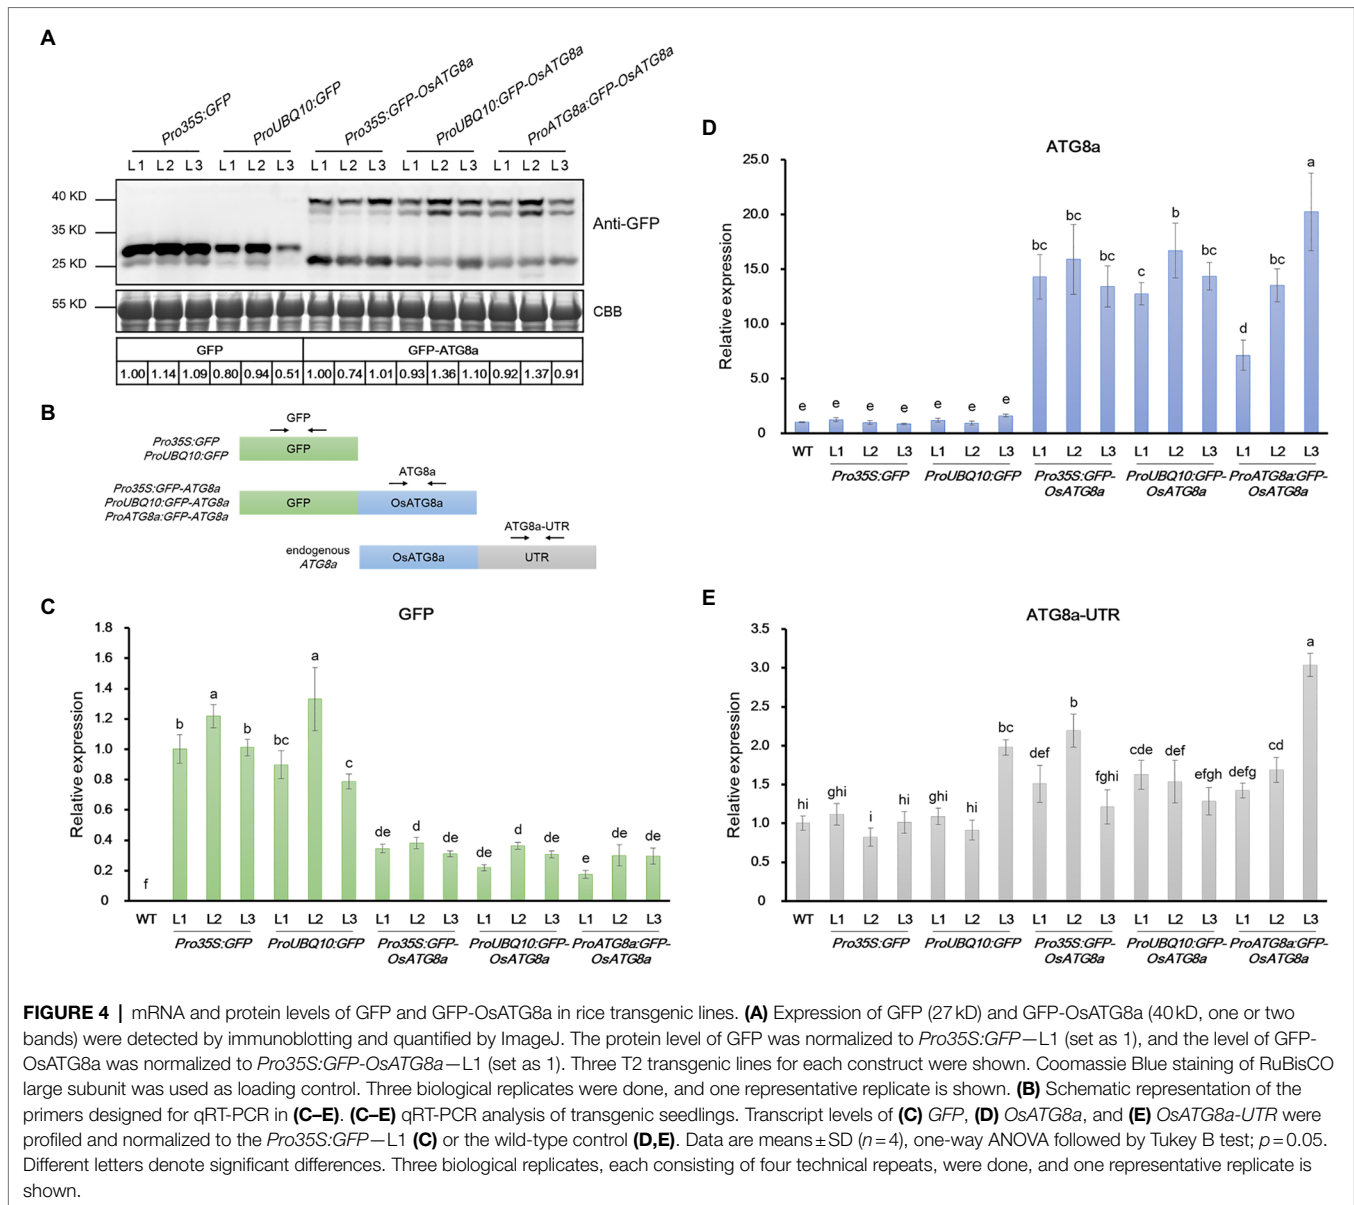 A
Pro35S:GFP
ProUBQ10:GFP
Pro35S:GFP-OsATG8a
ProUBQ10:GFP-OsATG8a
ProATG8a:GFP-OsATG8a
L1 L2 L3 L1 L2 L3 L1 L2 L3 L1 L2 L3 L1 L2 L3
40 KD
35 KD
25 KD
Anti-GFP
55 KD
CBB
GFP GFP-ATG8a
1.00 1.14 1.09 0.80 0.94 0.51 1.00 0.74 1.01 0.93 1.36 1.10 0.92 1.37 0.91
B
GFP
Pro35S:GFP
ProUBQ10:GFP
GFP
ATG8a
Pro35S:GFP-ATG8a
ProUBQ10:GFP-ATG8a
ProATG8a:GFP-ATG8a
GFP OsATG8a
ATG8a-UTR
endogenous
ATG8a
OsATG8a UTR
C
GFP
Relative expression
1.8
1.6
1.4
1.2
1.0
0.8
0.6
0.4
0.2
0
f b a b bc a c de d de de d de e de de
WT L1 L2 L3 L1 L2 L3 L1 L2 L3 L1 L2 L3 L1 L2 L3
Pro35S:GFP ProUBQ10:GFP Pro35S:GFP- ProUBQ10:GFP- ProATG8a:GFP-
OsATG8a OsATG8a OsATG8a
D
ATG8a
Relative expression
25.0
20.0
15.0
10.0
5.0
0
e e e e e e e bc bc bc c b bc d bc a
WT L1 L2 L3 L1 L2 L3 L1 L2 L3 L1 L2 L3 L1 L2 L3
Pro35S:GFP ProUBQ10:GFP Pro35S:GFP- ProUBQ10:GFP- ProATG8a:GFP-
OsATG8a OsATG8a OsATG8a
E
ATG8a-UTR
Relative expression
3.5
3.0
2.5
2.0
1.5
1.0
0.5
0
hi ghi i hi ghi hi bc def b fghi cde def efgh defg cd a
WT L1 L2 L3 L1 L2 L3 L1 L2 L3 L1 L2 L3 L1 L2 L3
Pro35S:GFP ProUBQ10:GFP Pro35S:GFP- ProUBQ10:GFP- ProATG8a:GFP-
OsATG8a OsATG8a OsATG8a
FIGURE 4 | mRNA and protein levels of GFP and GFP-OsATG8a in rice transgenic lines. (A) Expression of GFP (27 kD) and GFP-OsATG8a (40 kD, one or two
bands) were detected by immunoblotting and quantified by ImageJ. The protein level of GFP was normalized to Pro35S:GFP—L1 (set as 1), and the level of GFP-
OsATG8a was normalized to Pro35S:GFP-OsATG8a—L1 (set as 1). Three T2 transgenic lines for each construct were shown. Coomassie Blue staining of RuBisCO
large subunit was used as loading control. Three biological replicates were done, and one representative replicate is shown. (B) Schematic representation of the
primers designed for qRT-PCR in (C–E). (C–E) qRT-PCR analysis of transgenic seedlings. Transcript levels of (C) GFP, (D) OsATG8a, and (E) OsATG8a-UTR were
profiled and normalized to the Pro35S:GFP—L1 (C) or the wild-type control (D,E). Data are means ± SD (n = 4), one-way ANOVA followed by Tukey B test; p = 0.05.
Different letters denote significant differences. Three biological replicates, each consisting of four technical repeats, were done, and one representative replicate is
shown.